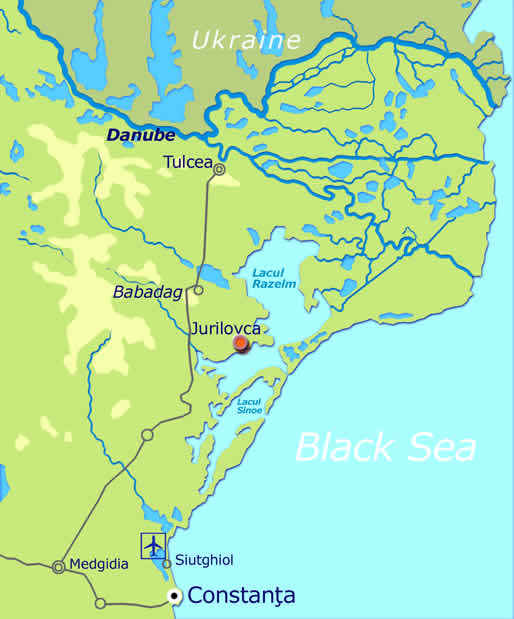 Ukraine
Danube
Tulcea
Lacul
Razelm
Babadag
Jurilovca
Lacul
Sinoe
Black Sea
Siutghiol
Medgidia
Constanţa